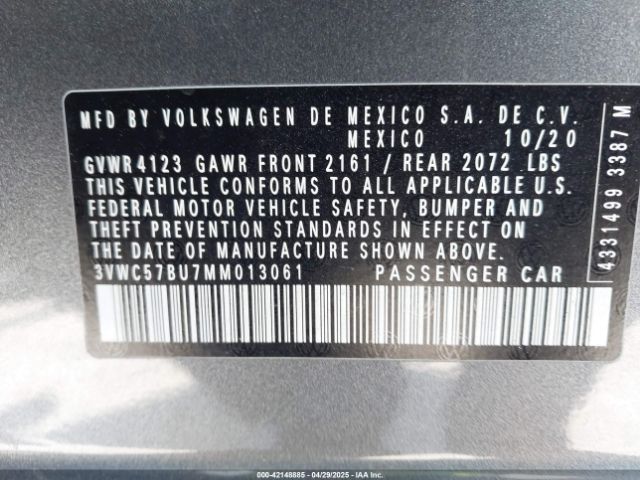 MFD BY VOLKSWAGEN DE MEXICO S.A. DE C.V.
MEXICO 10/20
GVWR 4123 GAWR FRONT 2161 / REAR 2072 LBS
THIS VEHICLE CONFORMS TO ALL APPLICABLE U.S.
FEDERAL MOTOR VEHICLE SAFETY, BUMPER AND
THEFT PREVENTION STANDARDS IN EFFECT ON
THE DATE OF MANUFACTURE SHOWN ABOVE.
3VWC57BU7MM013061 PASSENGER CAR
4331499 3387 M
000-42148885 - 04/29/2025 - IAAI, Inc.